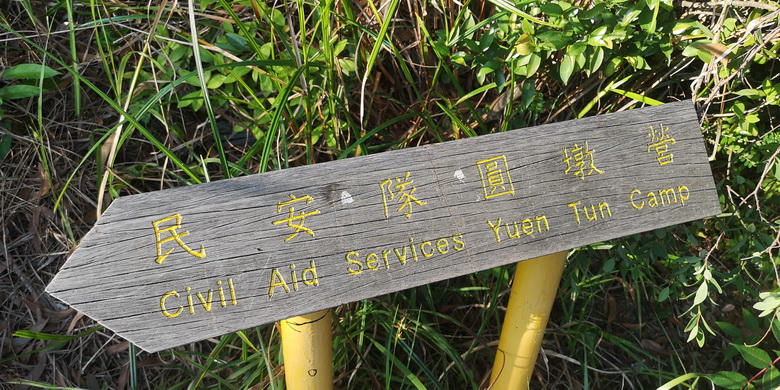 民安隊圓墩營
Civil Aid Services Yuen Tun Camp